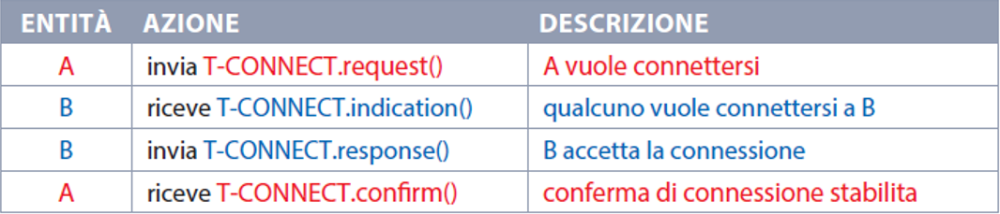 ENTITÀ AZIONE DESCRIZIONE
A invia T-CONNECT.request() A vuole connettersi
B riceve T-CONNECT.indication() qualcuno vuole connettersi a B
B invia T-CONNECT.response() B accetta la connessione
A riceve T-CONNECT.confirm() conferma di connessione stabilita